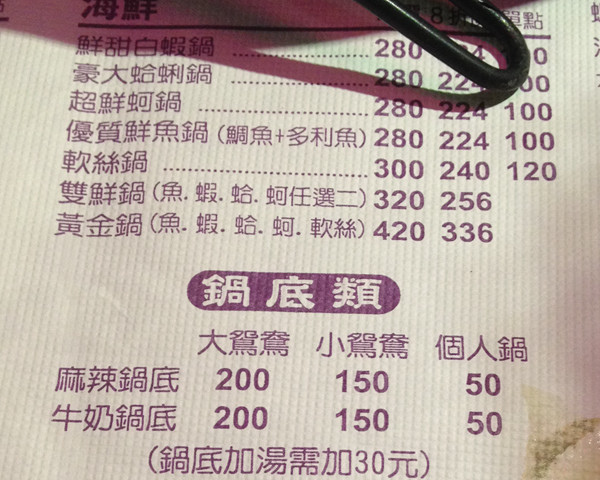 海鮮 8折 單點
鮮甜白蝦鍋 280
豪大蛤蜊鍋 280 224 00
超鮮蚵鍋 280 224 100
優質鮮魚鍋(鯛魚+多利魚) 280 224 100
軟絲鍋 300 240 120
雙鮮鍋(魚.蝦.蛤.蚵任選二) 320 256
黃金鍋(魚.蝦.蛤.蚵.軟絲) 420 336
鍋底類
大鴛鴦 小鴛鴦 個人鍋
麻辣鍋底 200 150 50
牛奶鍋底 200 150 50
(鍋底加湯需加30元)